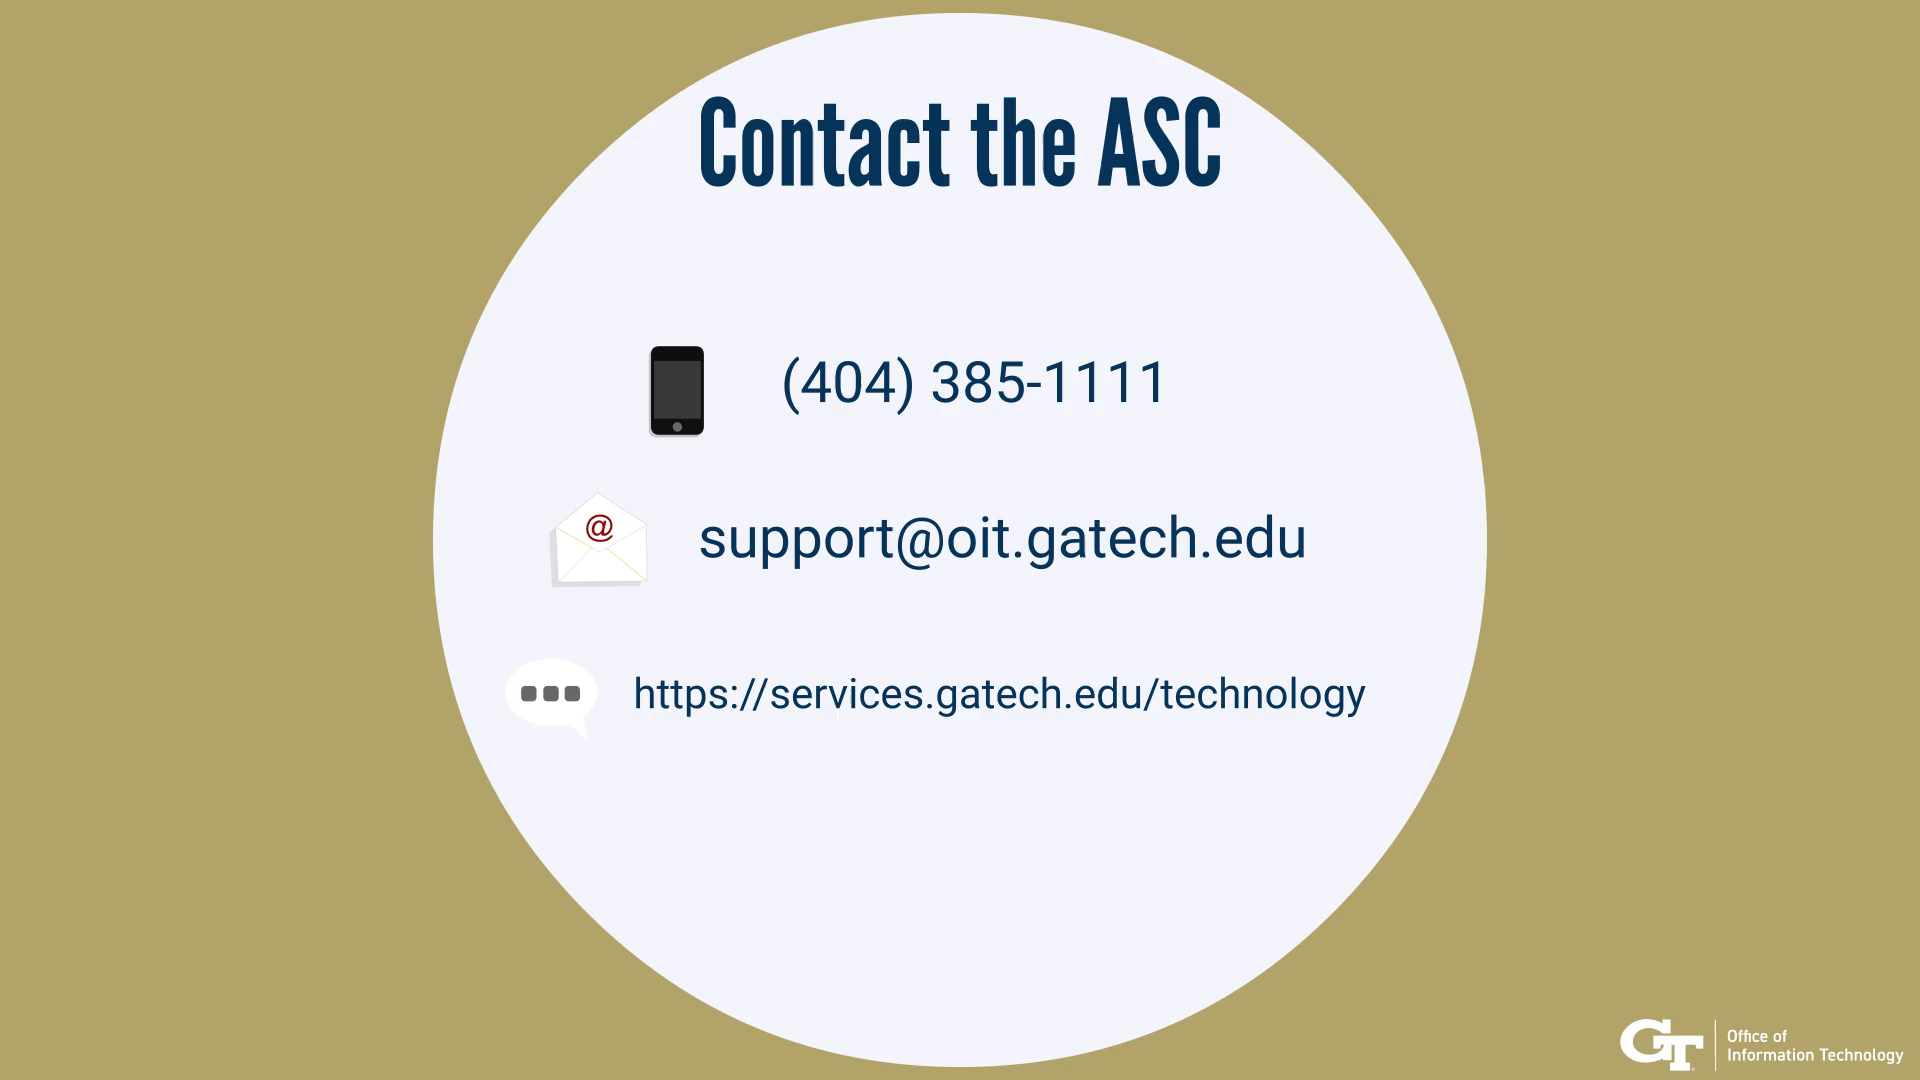 Contact the ASC
(404) 385-1111
@
support@oit.gatech.edu
https://services.gatech.edu/technology
GT
Office of
Information Technology